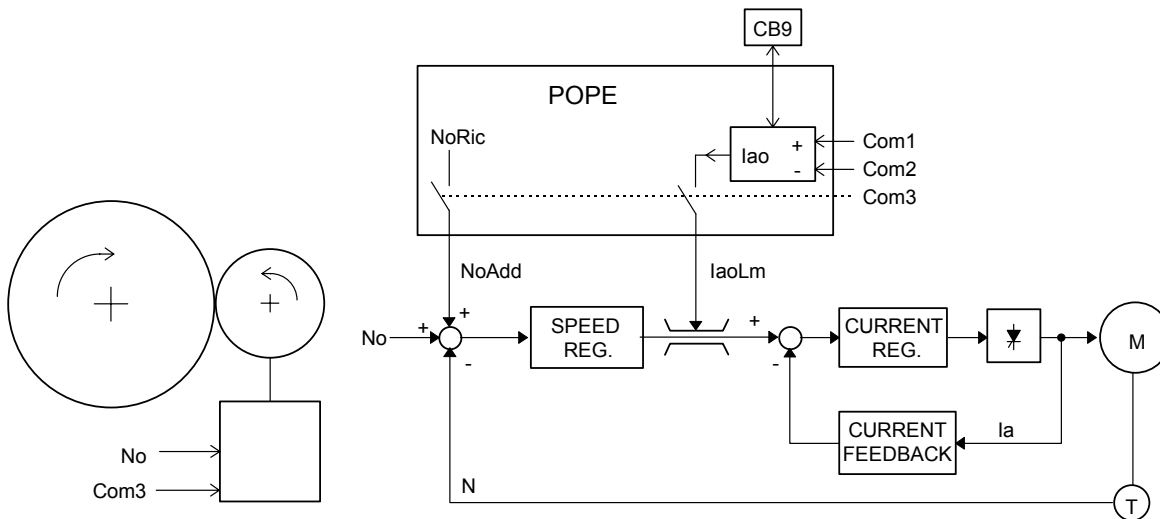 CB9
POPE
NoRic
Iao
+
-
Com1
Com2
Com3
NoAdd
IaoLm
No
+
+
-
SPEED
REG.
+
-
CURRENT
REG.
M
CURRENT
FEEDBACK
Ia
N
T
No
Com3